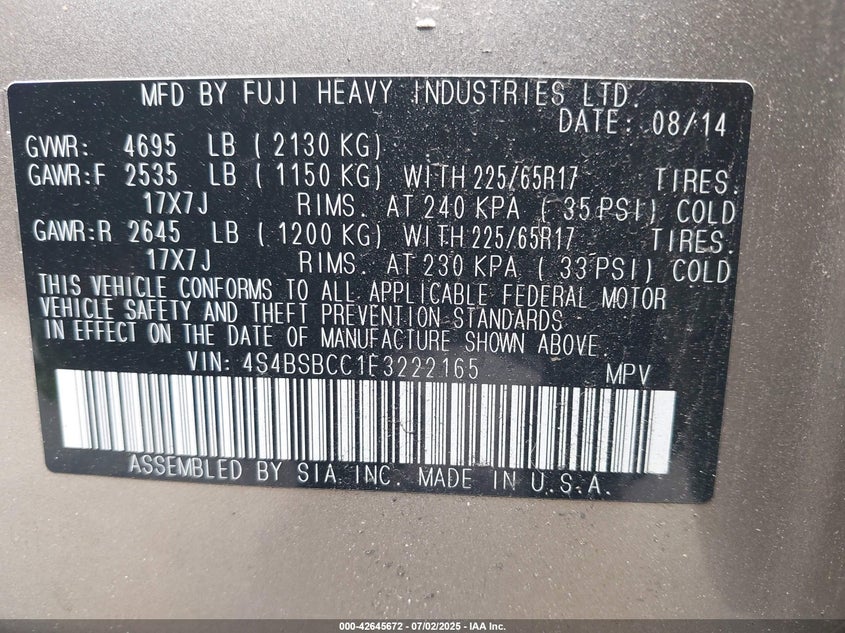 MFD BY FUJI HEAVY INDUSTRIES LTD.
DATE: 08/14
GVWR: 4695 LB ( 2130 KG)
GAWR:F 2535 LB ( 1150 KG) WITH 225/65R17 TIRES.
17X7J RIMS. AT 240 KPA ( 35 PSI) COLD
GAWR:R 2645 LB ( 1200 KG) WITH 225/65R17 TIRES.
17X7J RIMS. AT 230 KPA ( 33 PSI) COLD
THIS VEHICLE CONFORMS TO ALL APPLICABLE FEDERAL MOTOR
VEHICLE SAFETY AND THEFT PREVENTION STANDARDS
IN EFFECT ON THE DATE OF MANUFACTURE SHOWN ABOVE.
VIN: 4S4BSBCC1F3222165 MPV
ASSEMBLED BY SIA INC. MADE IN U.S.A.
000-42645672 - 07/02/2025 - IAA Inc.